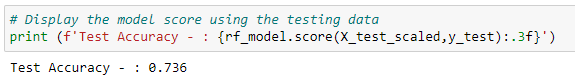 # Display the model score using the testing data
print (f'Test Accuracy - : {rf_model.score(X_test_scaled,y_test):.3f}')
Test Accuracy - : 0.736